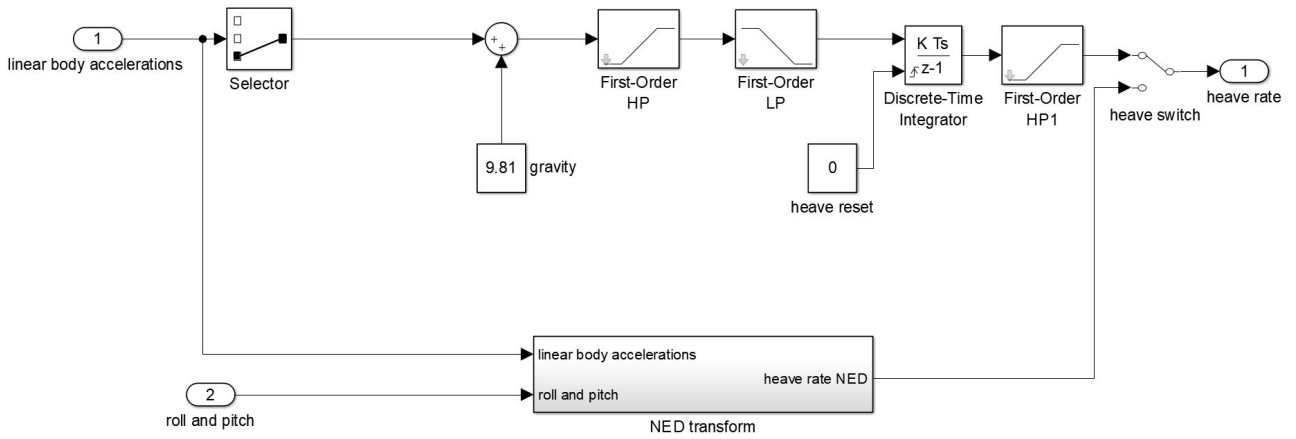 1
linear body accelerations
Selector
+
+
9.81
gravity
First-Order
HP
First-Order
LP
K Ts
z-1
Discrete-Time
Integrator
0
heave reset
First-Order
HP1
heave switch
1
heave rate
2
roll and pitch
linear body accelerations
roll and pitch
heave rate NED
NED transform